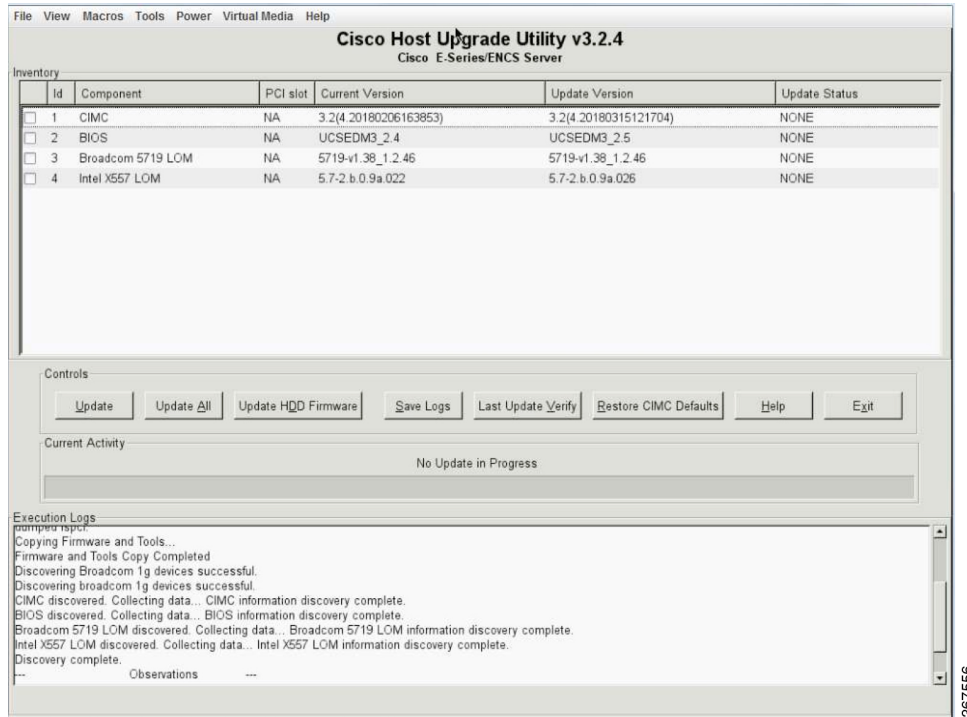 File View Macros Tools Power Virtual Media Help
Cisco Host Upgrade Utility v3.2.4
Cisco E-Series/ENCS Server
Inventory
Id Component PCI slot Current Version Update Version Update Status
1 CIMC NA 3.2(4.20180206163853) 3.2(4.20180315121704) NONE
2 BIOS NA UCSEDM3_2.4 UCSEDM3_2.5 NONE
3 Broadcom 5719 LOM NA 5719-v1.38_1.2.46 5719-v1.38_1.2.46 NONE
4 Intel X557 LOM NA 5.7-2.b.0.9a.022 5.7-2.b.0.9a.026 NONE
Controls
Update Update All Update HDD Firmware Save Logs Last Update Verify Restore CIMC Defaults Help Exit
Current Activity
No Update in Progress
Execution Logs
dumped lspci.
Copying Firmware and Tools...
Firmware and Tools Copy Completed
Discovering Broadcom 1g devices successful.
Discovering broadcom 1g devices successful.
CIMC discovered. Collecting data... CIMC information discovery complete.
BIOS discovered. Collecting data... BIOS information discovery complete.
Broadcom 5719 LOM discovered. Collecting data... Broadcom 5719 LOM information discovery complete.
Intel X557 LOM discovered. Collecting data... Intel X557 LOM information discovery complete.
Discovery complete.
--- Observations ---
367556